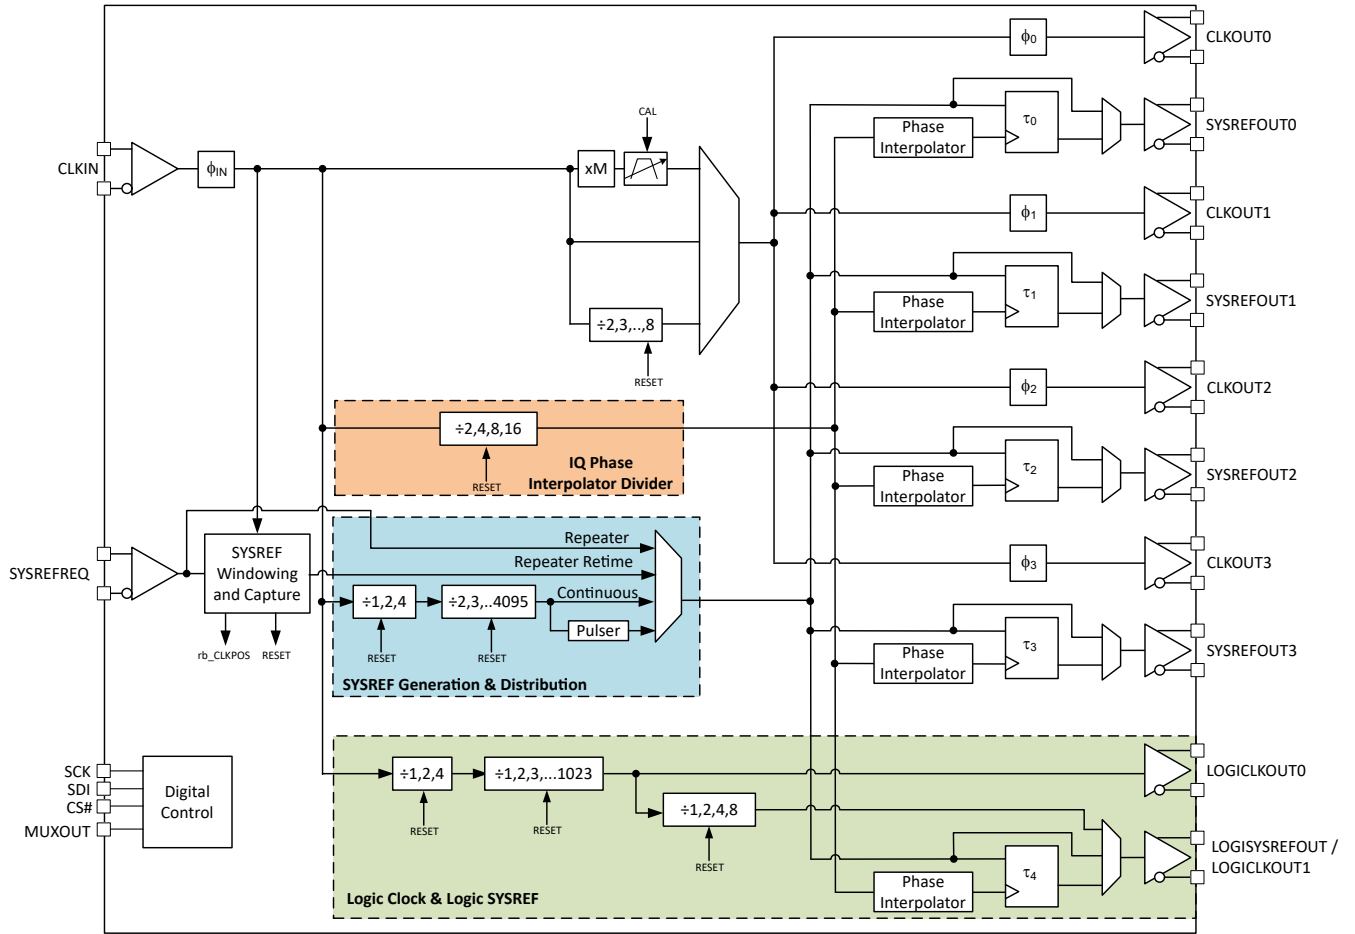 CLKOUT0
ϕ0
CAL
Phase
Interpolator
τ0
SYSREFOUT0
CLKIN
ϕIN
xM
CLKOUT1
ϕ1
÷2,3,..,8
RESET
Phase
Interpolator
τ1
SYSREFOUT1
CLKOUT2
ϕ2
÷2,4,8,16
RESET
IQ Phase
Interpolator Divider
Phase
Interpolator
τ2
SYSREFOUT2
SYSREFREQ
SYSREF
Windowing
and Capture
rb_CLKPOS
RESET
Repeater
Repeater Retime
Continuous
÷1,2,4
÷2,3,..4095
Pulser
RESET
RESET
SYSREF Generation & Distribution
CLKOUT3
ϕ3
Phase
Interpolator
τ3
SYSREFOUT3
SCK
SDI
CS#
MUXOUT
Digital
Control
÷1,2,4
÷1,2,3,...1023
RESET
RESET
÷1,2,4,8
RESET
LOGICLKOUT0
Phase
Interpolator
τ4
LOGISYSREFOUT /
LOGICLKOUT1
Logic Clock & Logic SYSREF